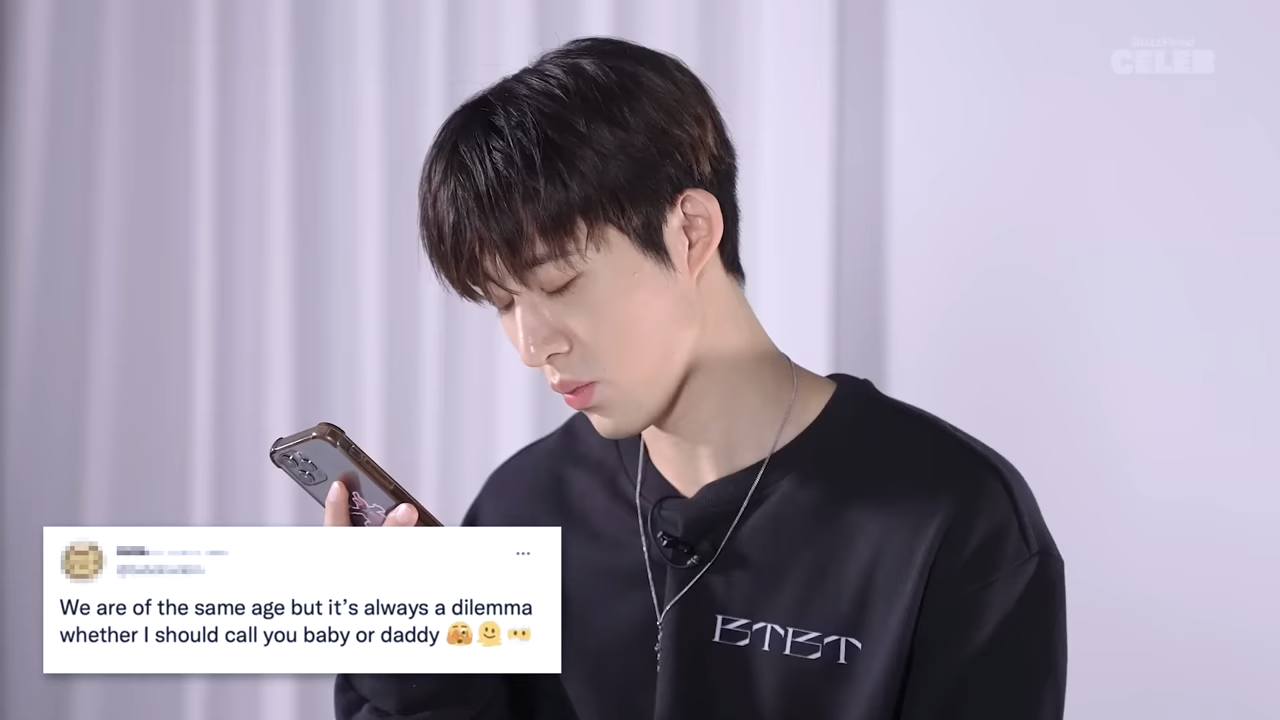 BuzzFeed
CELEB
We are of the same age but it's always a dilemma
whether I should call you baby or daddy 🫣🫠👀
BTBT